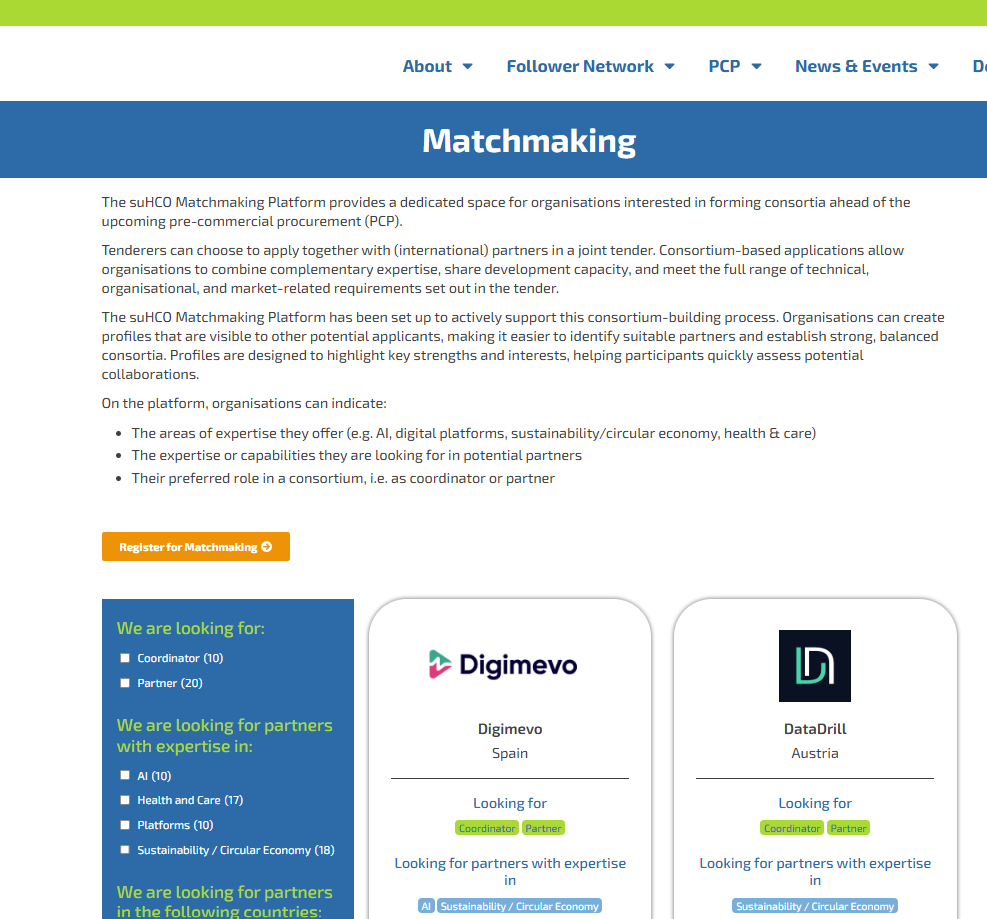 About
Follower Network
PCP
News & Events
Matchmaking
The suHCO Matchmaking Platform provides a dedicated space for organisations interested in forming consortia ahead of the
upcoming pre-commercial procurement (PCP).
Tenderers can choose to apply together with (international) partners in a joint tender. Consortium-based applications allow
organisations to combine complementary expertise, share development capacity, and meet the full range of technical,
organisational, and market-related requirements set out in the tender.
The suHCO Matchmaking Platform has been set up to actively support this consortium-building process. Organisations can create
profiles that are visible to other potential applicants, making it easier to identify suitable partners and establish strong, balanced
consortia. Profiles are designed to highlight key strengths and interests, helping participants quickly assess potential
collaborations.
On the platform, organisations can indicate:
• The areas of expertise they offer (e.g. AI, digital platforms, sustainability/circular economy, health & care)
• The expertise or capabilities they are looking for in potential partners
• Their preferred role in a consortium, i.e. as coordinator or partner
Register for Matchmaking
We are looking for:
Coordinator (10)
Partner (20)
We are looking for partners
with expertise in:
AI (10)
Health and Care (17)
Platforms (10)
Sustainability / Circular Economy (18)
We are looking for partners
in the following countries:
Digimevo
Digimevo
Spain
Looking for
Coordinator Partner
Looking for partners with expertise
in
AI Sustainability / Circular Economy
DataDrill
Austria
Looking for
Coordinator Partner
Looking for partners with expertise
in
Sustainability / Circular Economy